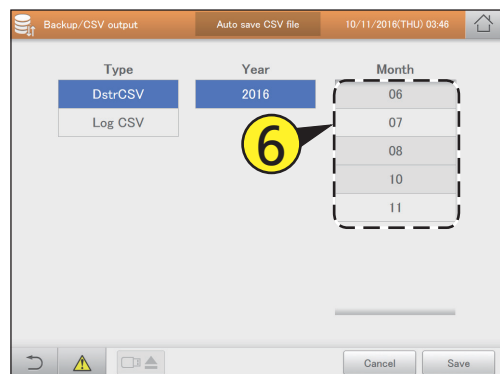 Backup/CSV output
Auto save CSV file
10/11/2016(THU) 03:46
Type
Year
Month
DstrCSV
2016
06
Log CSV
07
6
08
10
11
Cancel
Save